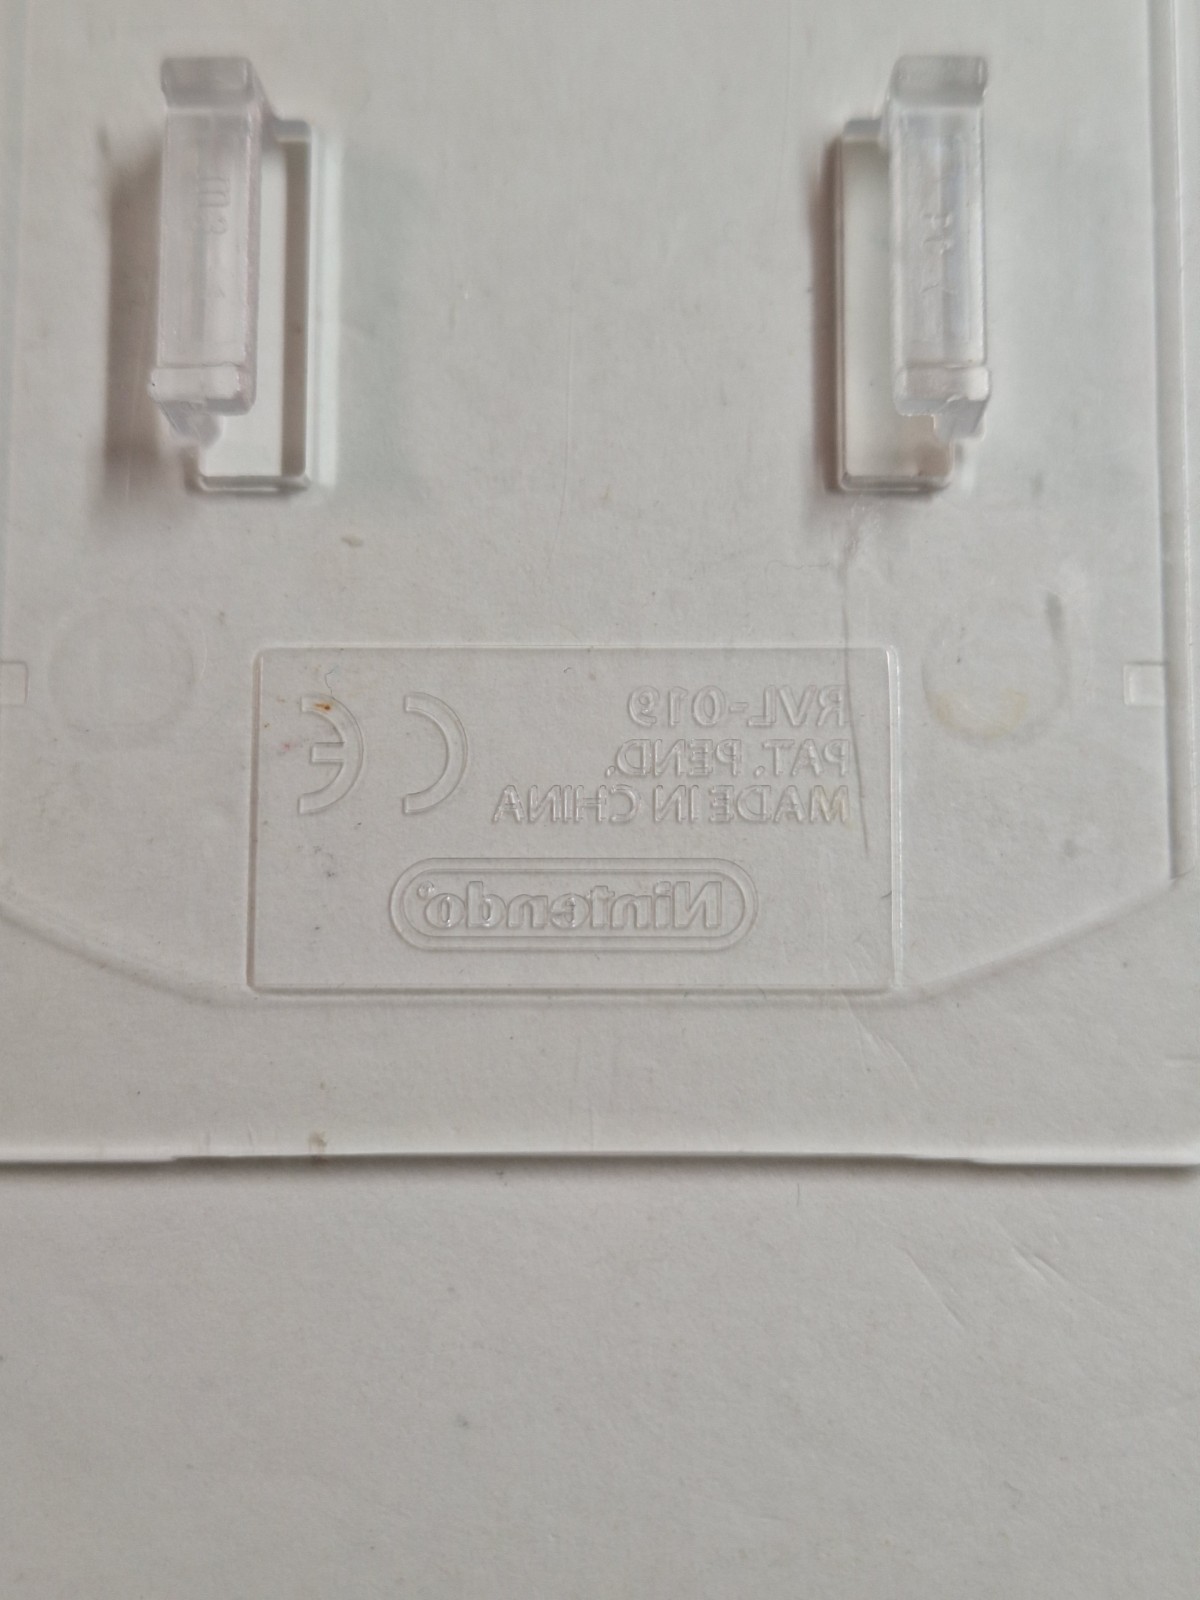 RVL-019
PAT. PEND.
MADE IN CHINA
CE
Nintendo®